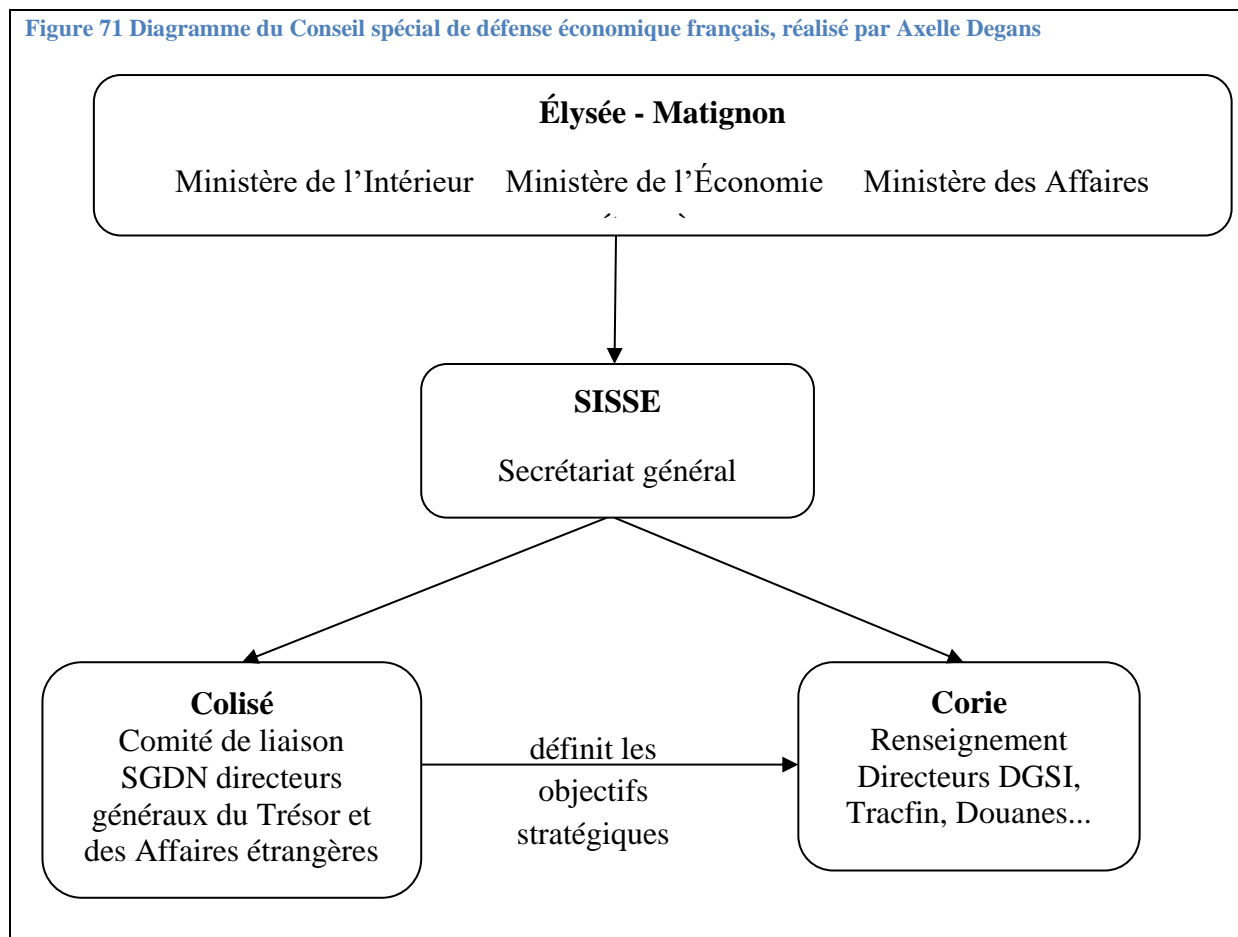 Figure 71 Diagramme du Conseil spécial de défense économique français, réalisé par Axelle Degans
Élysée - Matignon
Ministère de l’Intérieur Ministère de l’Économie Ministère des Affaires
SISSE
Secrétariat général
Colisé
Comité de liaison
SGDN directeurs
généraux du Trésor et
des Affaires étrangères
définit les
objectifs
stratégiques
Corie
Renseignement
Directeurs DGSI,
Tracfin, Douanes...